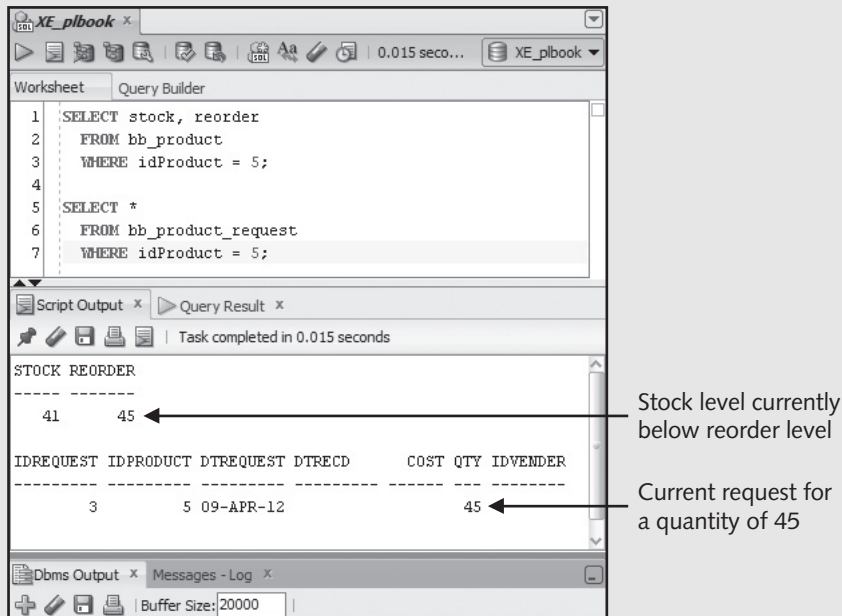 XE_plbook x
SQL
SQL
Aa
0.015 seco...
XE_plbook
Worksheet Query Builder
1 SELECT stock, reorder
2 FROM bb_product
3 WHERE idProduct = 5;
4
5 SELECT *
6 FROM bb_product_request
7 WHERE idProduct = 5;
Script Output x Query Result x
Task completed in 0.015 seconds
STOCK REORDER
----- -------
41 45
Stock level currently
below reorder level
IDREQUEST IDPRODUCT DTREQUEST DTRECD COST QTY IDVENDER
--------- --------- --------- --------- ------ --- --------
3 5 09-APR-12 45
Current request for
a quantity of 45
Dbms Output x Messages - Log x
Buffer Size: 20000